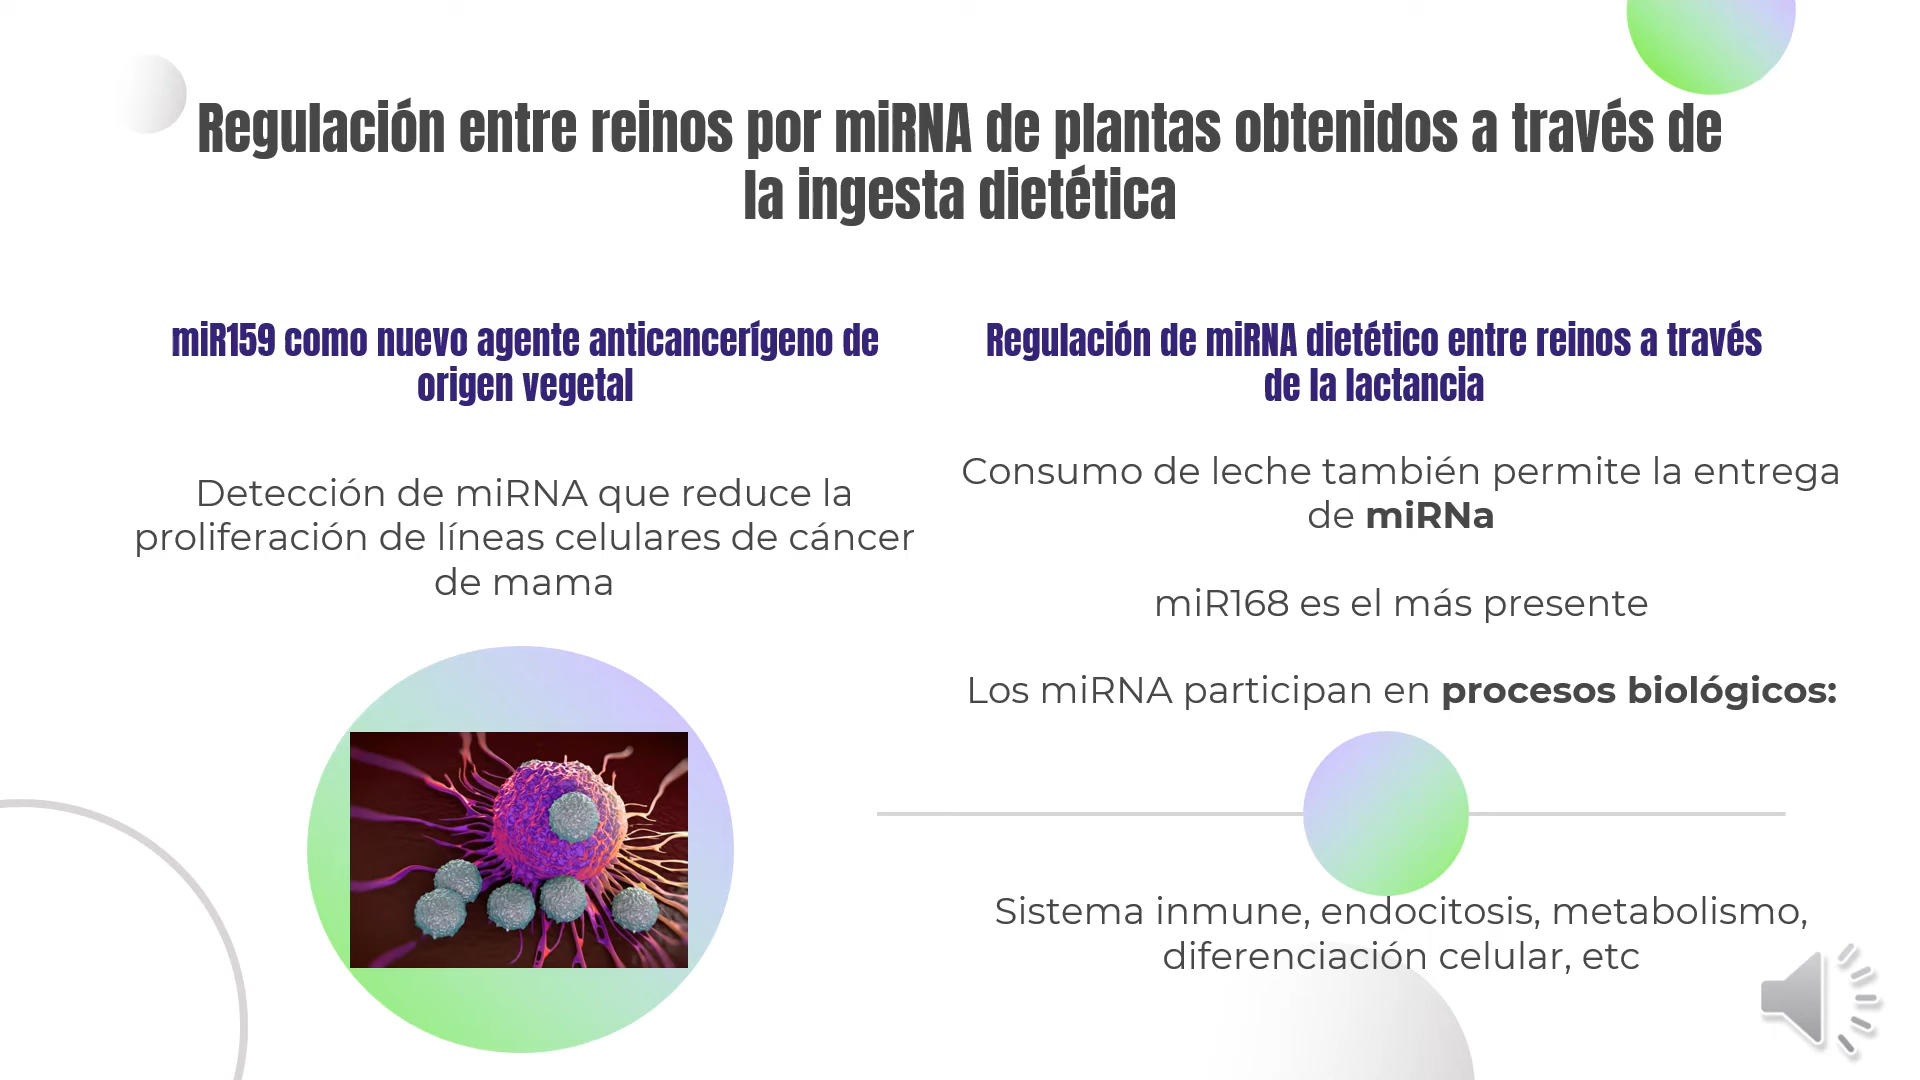 Regulación entre reinos por miRNA de plantas obtenidos a través de
la ingesta dietética
miR159 como nuevo agente anticancerígeno de
origen vegetal
Detección de miRNA que reduce la
proliferación de líneas celulares de cáncer
de mama
Regulación de miRNA dietético entre reinos a través
de la lactancia
Consumo de leche también permite la entrega
de miRNa
miR168 es el más presente
Los miRNA participan en procesos biológicos:
Sistema inmune, endocitosis, metabolismo,
diferenciación celular, etc